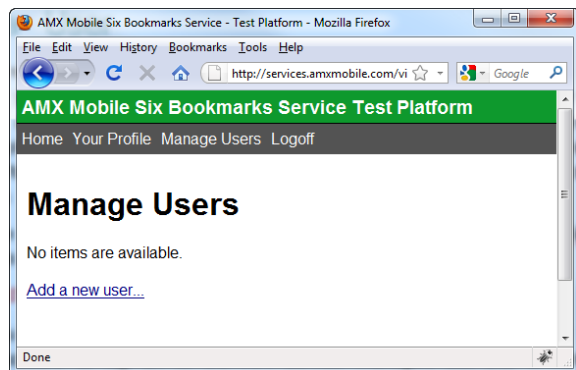 AMX Mobile Six Bookmarks Service - Test Platform - Mozilla Firefox
File Edit View History Bookmarks Tools Help
http://services.amxmobile.com/vi Google
AMX Mobile Six Bookmarks Service Test Platform
Home Your Profile Manage Users Logoff
Manage Users
No items are available.
Add a new user...
Done